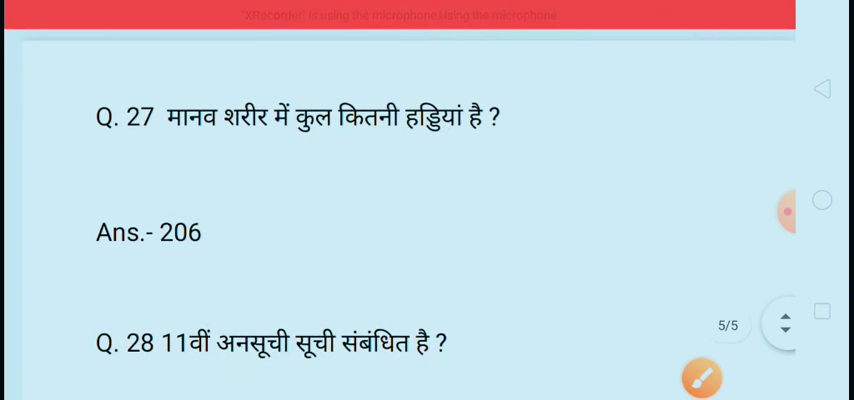 "XRecorder" is using the microphone.Using the microphone
Q. 27 मानव शरीर में कुल कितनी हड्डियां है ?
Ans.- 206
5/5
Q. 28 11वीं अनसूची सूची संबंधित है ?